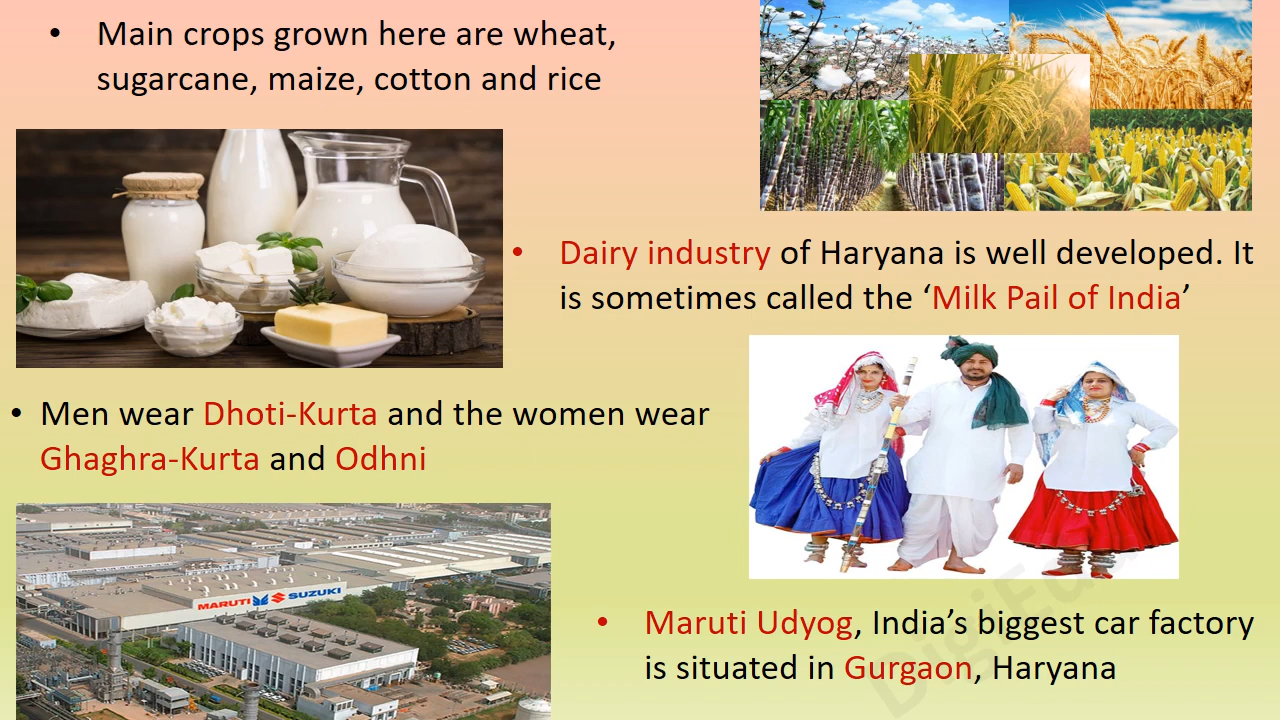 • Main crops grown here are wheat,
sugarcane, maize, cotton and rice
• Dairy industry of Haryana is well developed. It
is sometimes called the ‘Milk Pail of India’
• Men wear Dhoti-Kurta and the women wear
Ghaghra-Kurta and Odhni
MARUTI SUZUKI
• Maruti Udyog, India’s biggest car factory
is situated in Gurgaon, Haryana